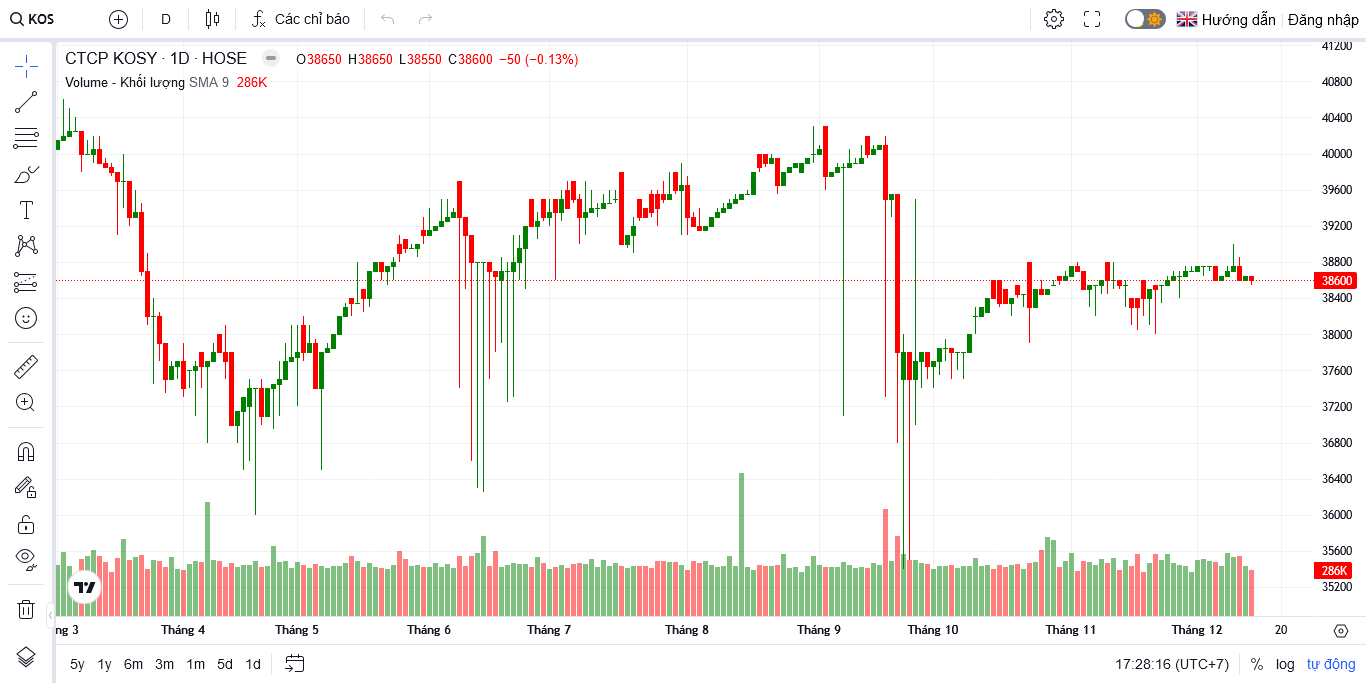 KOS D Các chỉ báo Hướng dẫn Đăng nhập
CTCP KOSY · 1D · HOSE O38650 H38650 L38550 C38600 −50 (−0.13%)
Volume - Khối lượng SMA 9 286K
41200
40800
40400
40000
39600
39200
38800
38600
38400
38000
37600
37200
36800
36400
36000
35600
286K
35200
ng 3 Tháng 4 Tháng 5 Tháng 6 Tháng 7 Tháng 8 Tháng 9 Tháng 10 Tháng 11 Tháng 12 20
5y 1y 6m 3m 1m 5d 1d 17:28:16 (UTC+7) % log tự động